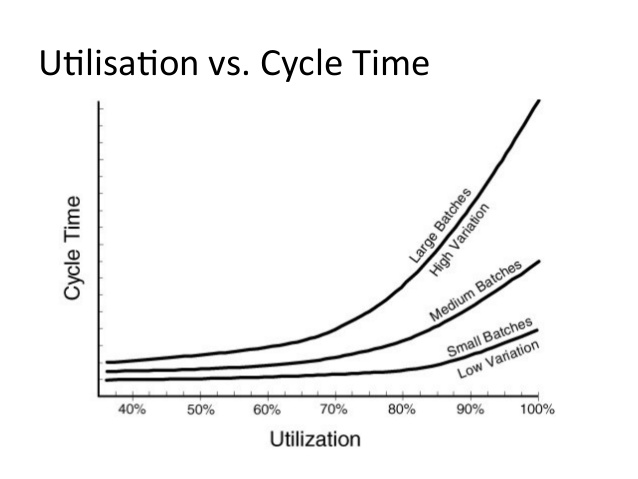 Utilisation vs. Cycle Time
Cycle Time
Large Batches
High Variation
Medium Batches
Small Batches
Low Variation
40% 50% 60% 70% 80% 90% 100%
Utilization